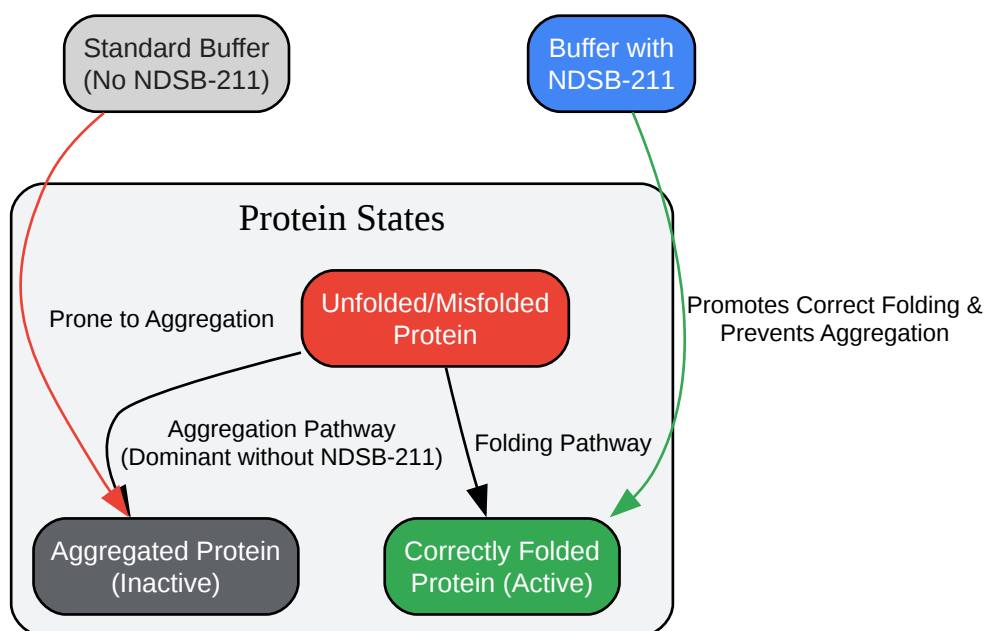 Standard Buffer
(No NDSB-211)
Buffer with
NDSB-211
Protein States
Unfolded/Misfolded
Protein
Prone to Aggregation
Promotes Correct Folding &
Prevents Aggregation
Aggregation Pathway
(Dominant without NDSB-211)
Folding Pathway
Aggregated Protein
(Inactive)
Correctly Folded
Protein (Active)